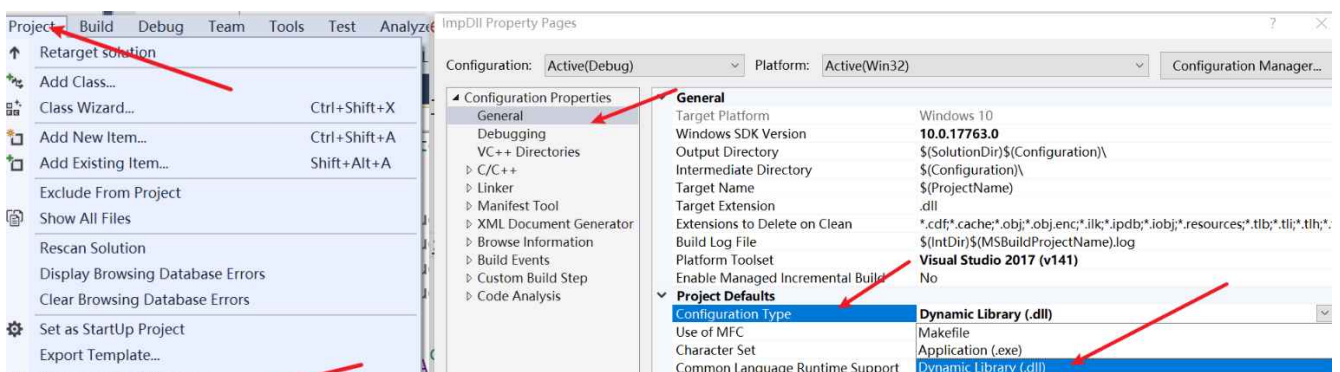 Project Build Debug Team Tools Test Analyze
Retarget solution
Add Class...
Class Wizard... Ctrl+Shift+X
Add New Item... Ctrl+Shift+A
Add Existing Item... Shift+Alt+A
Exclude From Project
Show All Files
Rescan Solution
Display Browsing Database Errors
Clear Browsing Database Errors
Set as StartUp Project
Export Template...
ImpDll Property Pages
Configuration: Active(Debug) Platform: Active(Win32) Configuration Manager...
Configuration Properties
General
Debugging
VC++ Directories
C/C++
Linker
Manifest Tool
XML Document Generator
Browse Information
Build Events
Custom Build Step
Code Analysis
General
Target Platform Windows 10
Windows SDK Version 10.0.17763.0
Output Directory $(SolutionDir)$(Configuration)\
Intermediate Directory $(Configuration)\
Target Name $(ProjectName)
Target Extension .dll
Extensions to Delete on Clean *.cdf;*.cache;*.obj;*.obj.enc;*.ilk;*.ipdb;*.iobj;*.resources;*.tlb;*.tli;*.tlh;*.
Build Log File $(IntDir)$(MSBuildProjectName).log
Platform Toolset Visual Studio 2017 (v141)
Enable Managed Incremental Build No
Project Defaults
Configuration Type Dynamic Library (.dll)
Use of MFC Makefile
Character Set Application (.exe)
Common Language Runtime Support Dynamic Library (.dll)